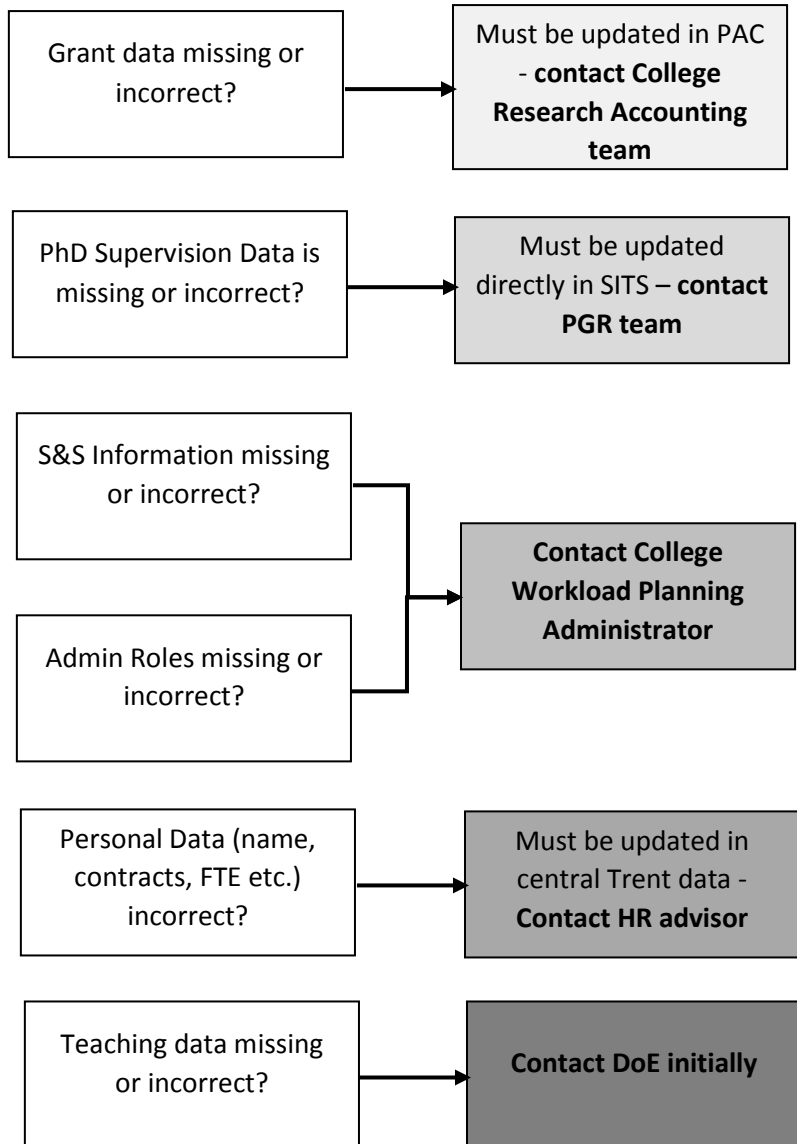 Grant data missing or
incorrect?
Must be updated in PAC
- contact College
Research Accounting
team
PhD Supervision Data is
missing or incorrect?
Must be updated
directly in SITS – contact
PGR team
S&S Information missing
or incorrect?
Contact College
Workload Planning
Administrator
Admin Roles missing or
incorrect?
Personal Data (name,
contracts, FTE etc.)
incorrect?
Must be updated in
central Trent data -
Contact HR advisor
Teaching data missing
or incorrect?
Contact DoE initially